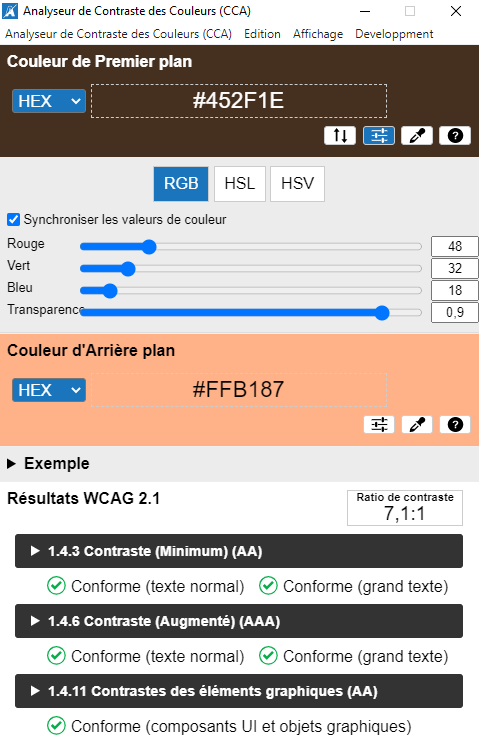 Analyseur de Contraste des Couleurs (CCA)
Analyseur de Contraste des Couleurs (CCA) Edition Affichage Developpment
Couleur de Premier plan
HEX #452F1E
RGB HSL HSV
Synchroniser les valeurs de couleur
Rouge 48
Vert 32
Bleu 18
Transparence 0,9
Couleur d'Arrière plan
HEX #FFB187
Exemple
Résultats WCAG 2.1
Ratio de contraste
7,1:1
1.4.3 Contraste (Minimum) (AA)
Conforme (texte normal) Conforme (grand texte)
1.4.6 Contraste (Augmenté) (AAA)
Conforme (texte normal) Conforme (grand texte)
1.4.11 Contrastes des éléments graphiques (AA)
Conforme (composants UI et objets graphiques)